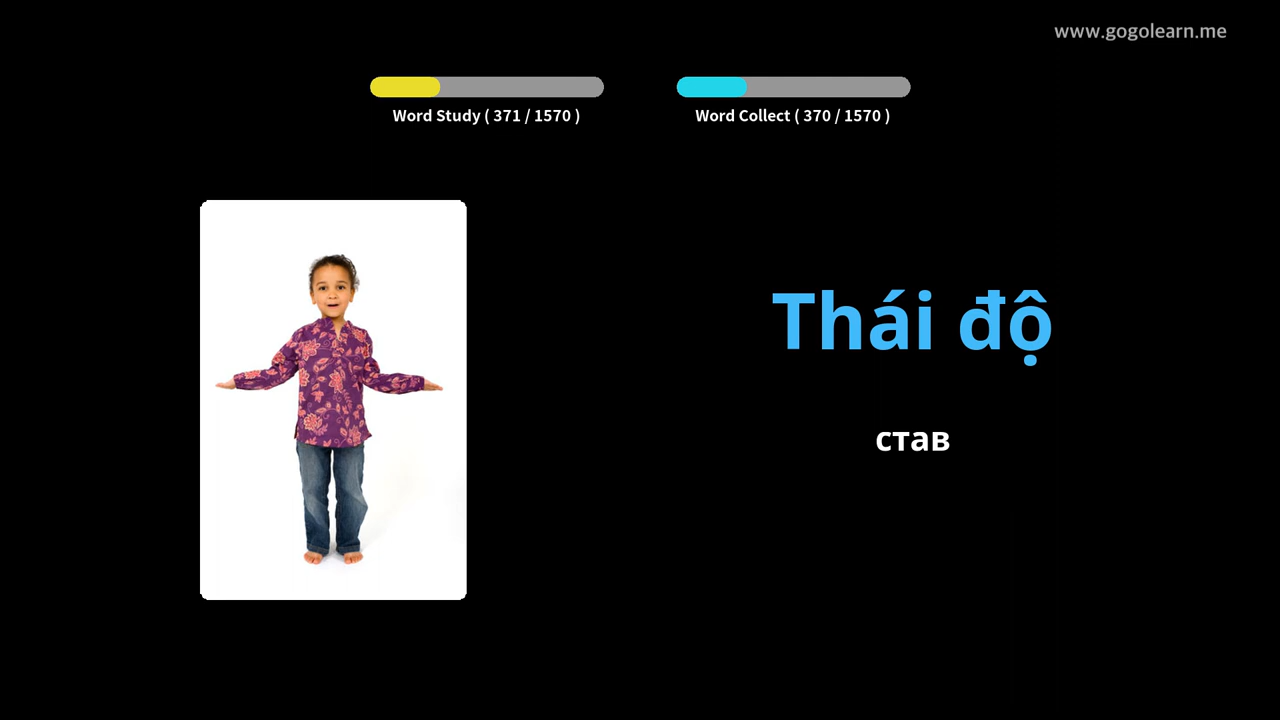 www.gogolearn.me
Word Study ( 371 / 1570 )
Word Collect ( 370 / 1570 )
Thái độ
став